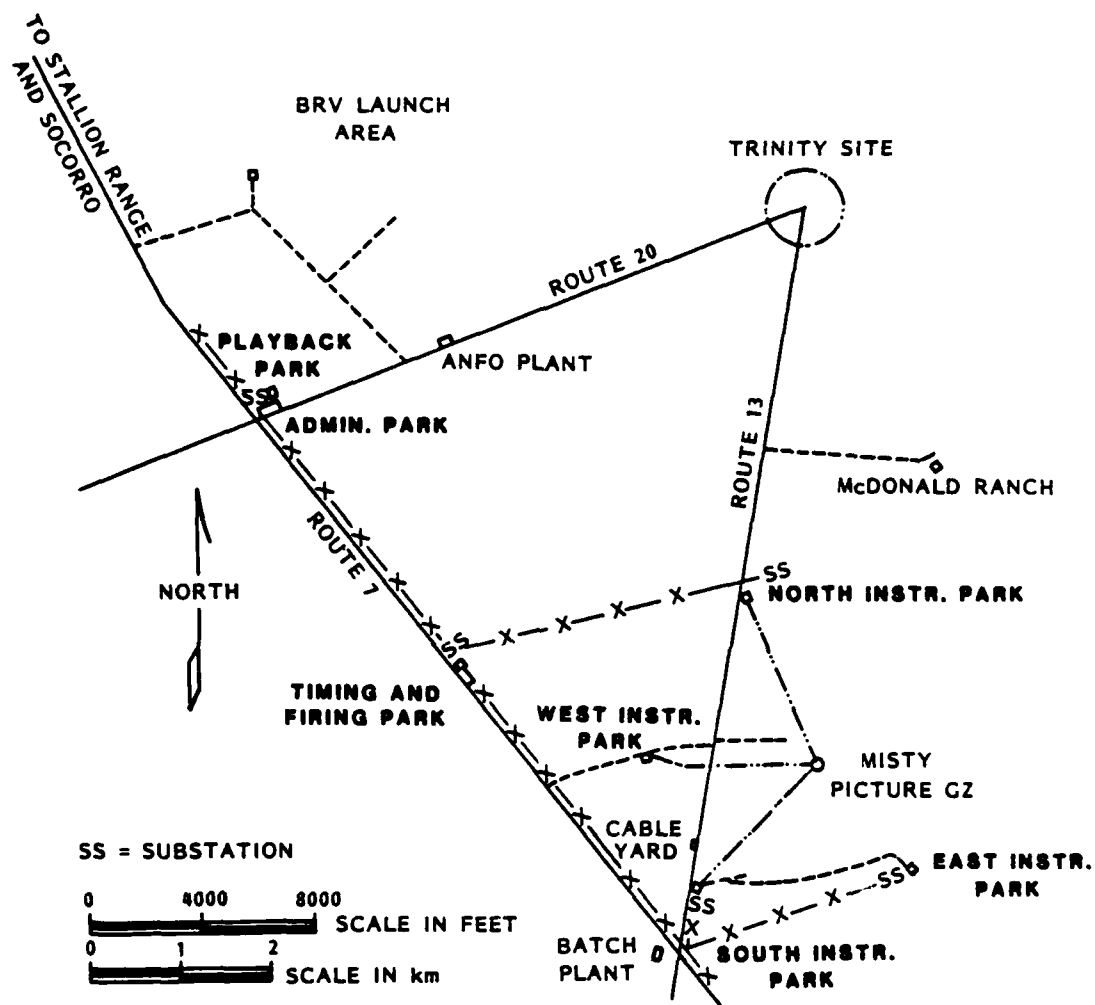 TO STALLION RANGE
AND SOCORRO
BRV LAUNCH
AREA
TRINITY SITE
ROUTE 20
PLAYBACK
PARK
ANFO PLANT
SS
ADMIN. PARK
ROUTE 13
McDONALD RANCH
ROUTE 7
NORTH
SS
NORTH INSTR. PARK
SS
TIMING AND
FIRING PARK
WEST INSTR.
PARK
MISTY
PICTURE GZ
CABLE
YARD
SS = SUBSTATION
EAST INSTR.
PARK
SS
SS
0 4000 8000
SCALE IN FEET
0 1 2
SCALE IN km
BATCH
PLANT
SOUTH INSTR.
PARK